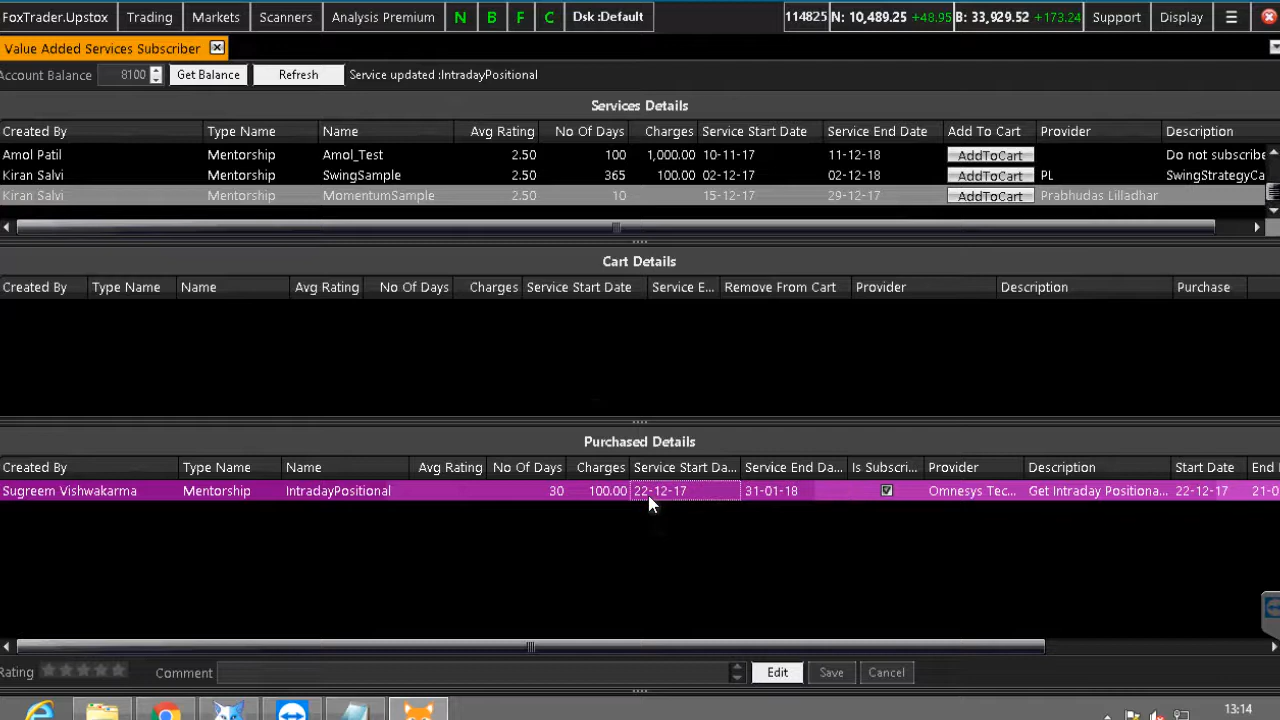 FoxTrader.Upstox Trading Markets Scanners Analysis Premium N B F C Dsk :Default 114825 N: 10,489.25 +48.95 B: 33,929.52 +173.24 Support Display
Value Added Services Subscriber
Account Balance 8100 Get Balance Refresh Service updated :IntradayPositional
Services Details
Created By Type Name Name Avg Rating No Of Days Charges Service Start Date Service End Date Add To Cart Provider Description
Amol Patil Mentorship Amol_Test 2.50 100 1,000.00 10-11-17 11-12-18 AddToCart Do not subscribe
Kiran Salvi Mentorship SwingSample 2.50 365 100.00 02-12-17 02-12-18 AddToCart PL SwingStrategyCa
Kiran Salvi Mentorship MomentumSample 2.50 10 15-12-17 29-12-17 AddToCart Prabhudas Lilladhar
Cart Details
Created By Type Name Name Avg Rating No Of Days Charges Service Start Date Service E... Remove From Cart Provider Description Purchase
Purchased Details
Created By Type Name Name Avg Rating No Of Days Charges Service Start Da... Service End Da... Is Subscri... Provider Description Start Date End
Sugreem Vishwakarma Mentorship IntradayPositional 30 100.00 22-12-17 31-01-18 Omnesys Tec... Get Intraday Positiona... 22-12-17 21-0
Rating Comment Edit Save Cancel
13:14